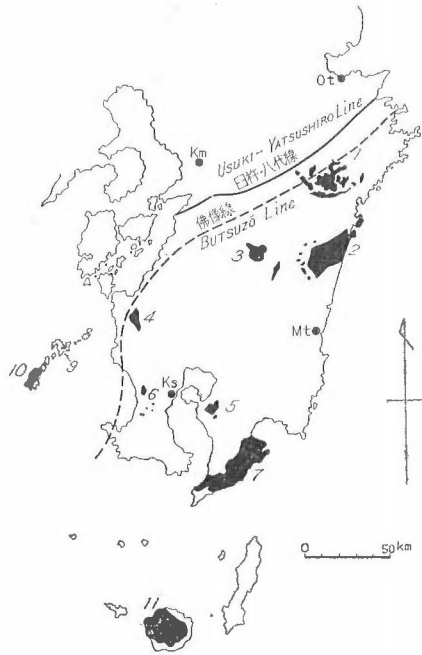 Ot
Km
USUKI--YATSUSHIRO Line
臼杵-八代線
佛像線
BUTSUZŌ Line
1
2
3
4
Mt
8
9
10
6
Ks
5
7
0 50km
11